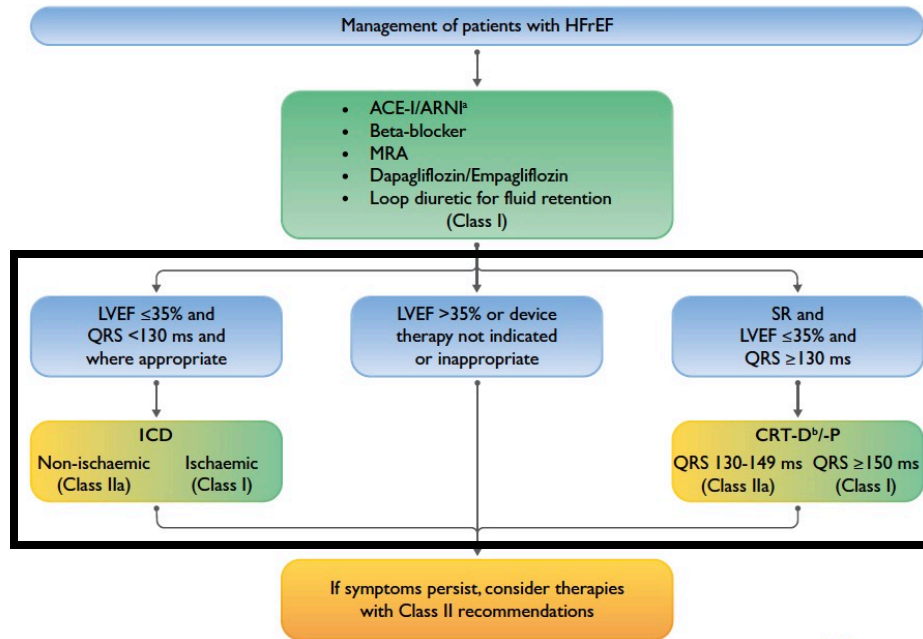 Management of patients with HFrEF
• ACE-I/ARNIᵃ
• Beta-blocker
• MRA
• Dapagliflozin/Empagliflozin
• Loop diuretic for fluid retention
(Class I)
LVEF ≤35% and
QRS <130 ms and
where appropriate
LVEF >35% or device
therapy not indicated
or inappropriate
SR and
LVEF ≤35% and
QRS ≥130 ms
ICD
Non-ischaemic
(Class IIa)
Ischaemic
(Class I)
CRT-Dᵇ/-P
QRS 130-149 ms
(Class IIa)
QRS ≥150 ms
(Class I)
If symptoms persist, consider therapies
with Class II recommendations